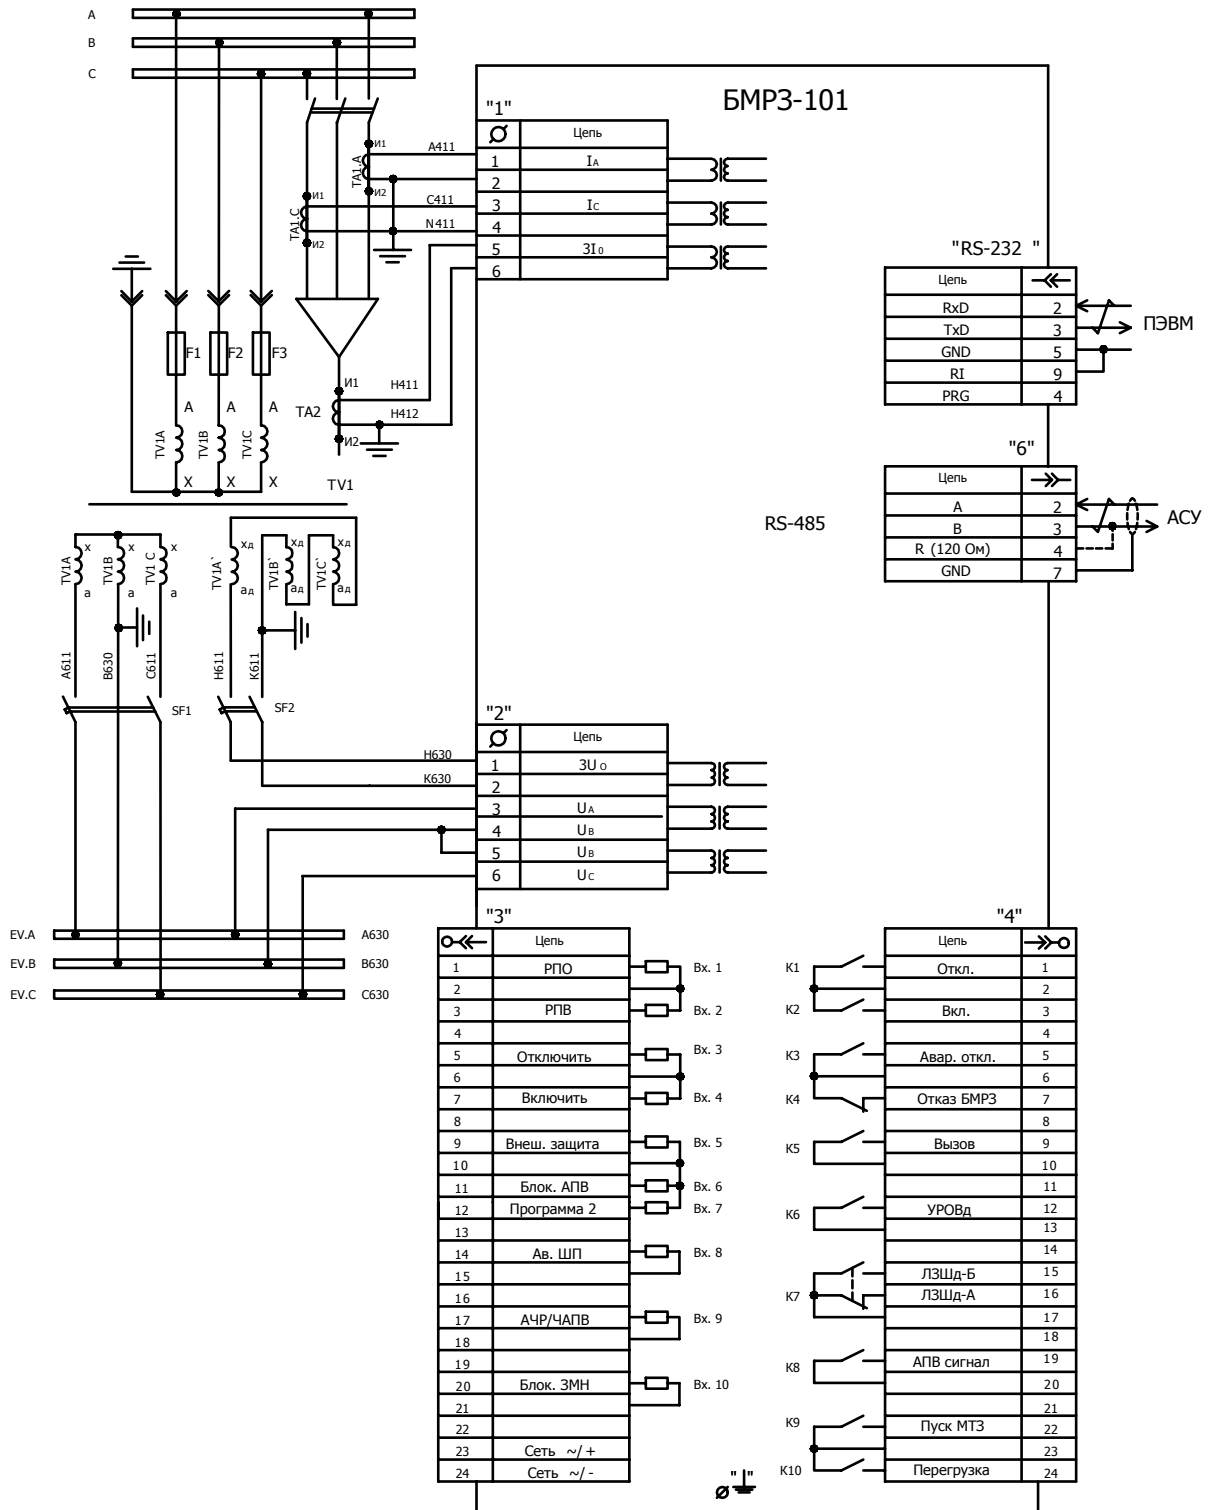 A
B
C
БМРЗ-101
"1"
Цепь
1 IA
2
3 IC
4
5 3I0
6
A411
C411
N411
И1
И2
TA1.A
И1
И2
TA1.C
F1
F2
F3
A
A
A
TV1A
TV1B
TV1C
X
X
X
TA2
И1
И2
H411
H412
TV1
"RS-232 "
Цепь
RxD 2
TxD 3
GND 5
RI 9
PRG 4
ПЭВМ
RS-485
"6"
Цепь
A 2
B 3
R (120 Ом) 4
GND 7
АСУ
TV1A
x
a
TV1B
x
a
TV1 C
x
a
TV1A`
xд
aд
TV1B`
xд
aд
TV1C`
xд
aд
A611
B630
C611
H611
K611
SF1
SF2
H630
K630
"2"
Цепь
1 3U O
2
3 UA
4 UB
5 UB
6 UC
EV.A A630
EV.B B630
EV.C C630
"3"
Цепь
1 РПО Вх. 1
2
3 РПВ Вх. 2
4
5 Отключить Вх. 3
6
7 Включить Вх. 4
8
9 Внеш. защита Вх. 5
10
11 Блок. АПВ Вх. 6
12 Программа 2 Вх. 7
13
14 Ав. ШП Вх. 8
15
16
17 АЧР/ЧАПВ Вх. 9
18
19
20 Блок. ЗМН Вх. 10
21
22
23 Сеть ~/ +
24 Сеть ~/ -
"4"
Цепь
K1 Откл. 1
2
K2 Вкл. 3
4
K3 Авар. откл. 5
6
K4 Отказ БМРЗ 7
8
K5 Вызов 9
10
11
K6 УРОВд 12
13
14
ЛЗШд-Б 15
K7 ЛЗШд-А 16
17
18
K8 АПВ сигнал 19
20
21
K9 Пуск МТЗ 22
23
K10 Перегрузка 24
" "